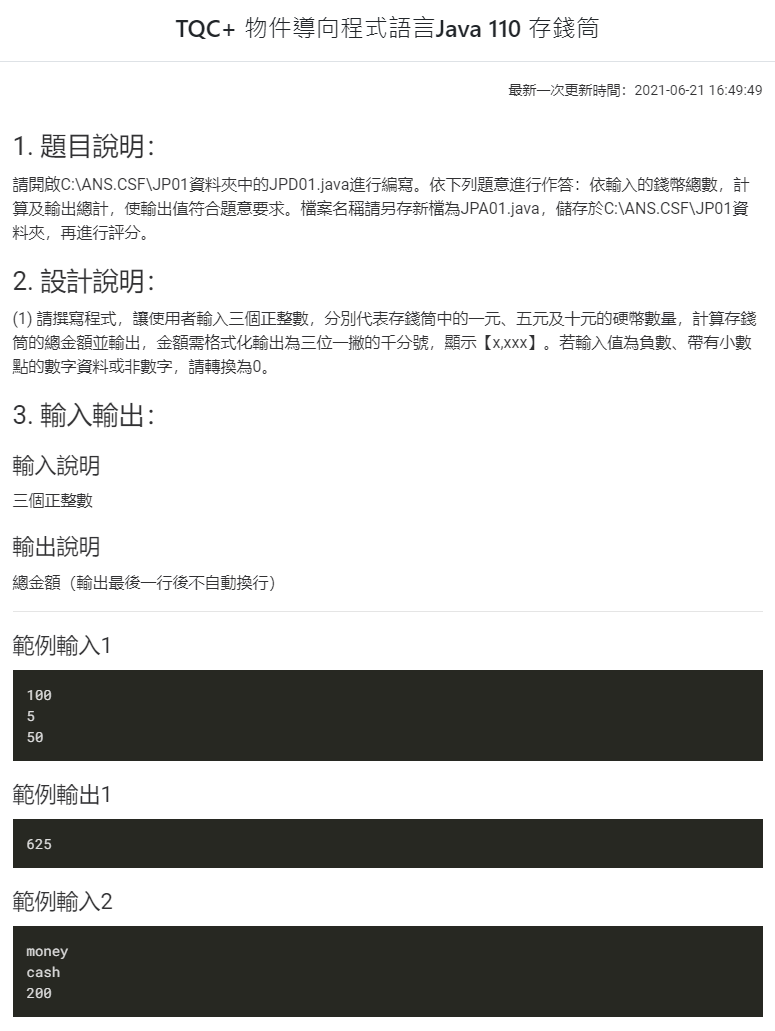 TQC+ 物件導向程式語言Java 110 存錢筒
最新一次更新時間：2021-06-21 16:49:49
1. 題目說明：
請開啟C:\ANS.CSF\JP01資料夾中的JPD01.java進行編寫。依下列題意進行作答：依輸入的錢幣總數，計
算及輸出總計，使輸出值符合題意要求。檔案名稱請另存新檔為JPA01.java，儲存於C:\ANS.CSF\JP01資
料夾，再進行評分。
2. 設計說明：
(1) 請撰寫程式，讓使用者輸入三個正整數，分別代表存錢筒中的一元、五元及十元的硬幣數量，計算存錢
筒的總金額並輸出，金額需格式化輸出為三位一撇的千分號，顯示【x,xxx】。若輸入值為負數、帶有小數
點的數字資料或非數字，請轉換為0。
3. 輸入輸出：
輸入說明
三個正整數
輸出說明
總金額（輸出最後一行後不自動換行）
範例輸入1
100
5
50
範例輸出1
625
範例輸入2
money
cash
200